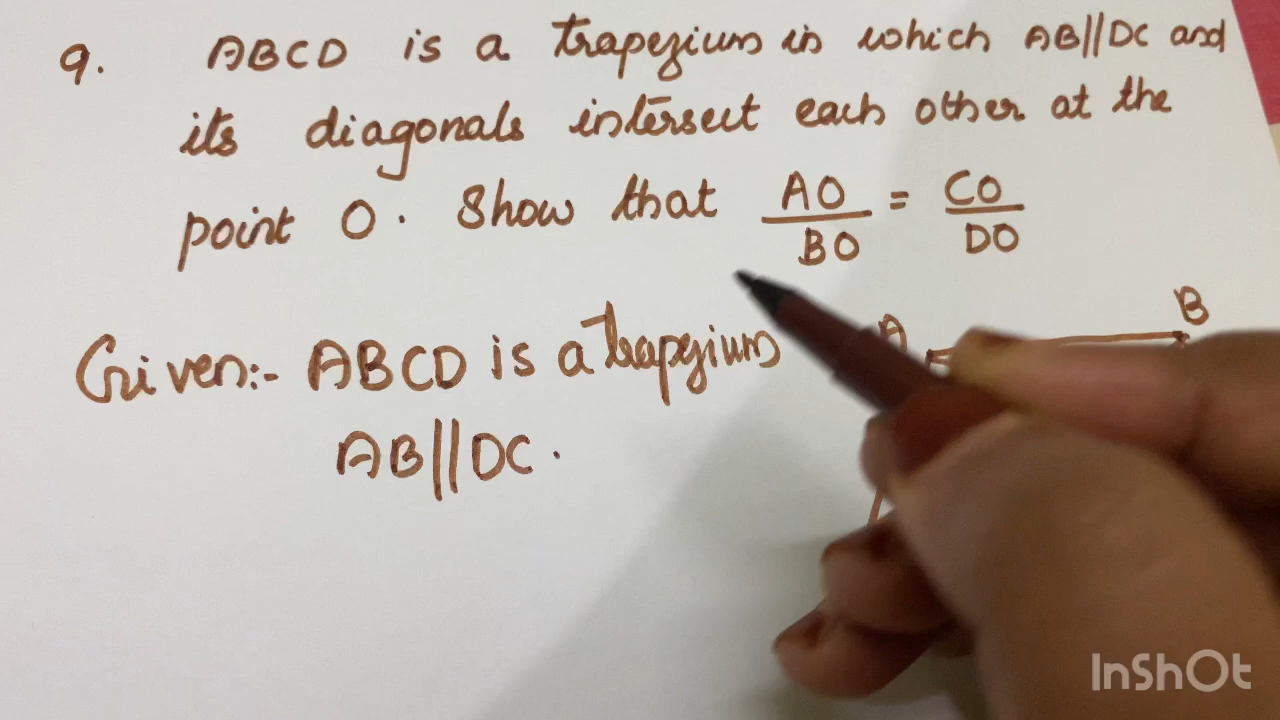 9. ABCD is a trapezium in which AB||DC and
its diagonals intersect each other at the
point O. Show that AO/BO = CO/DO
Given:- ABCD is a trapezium
AB||DC.
A
B
InShOt